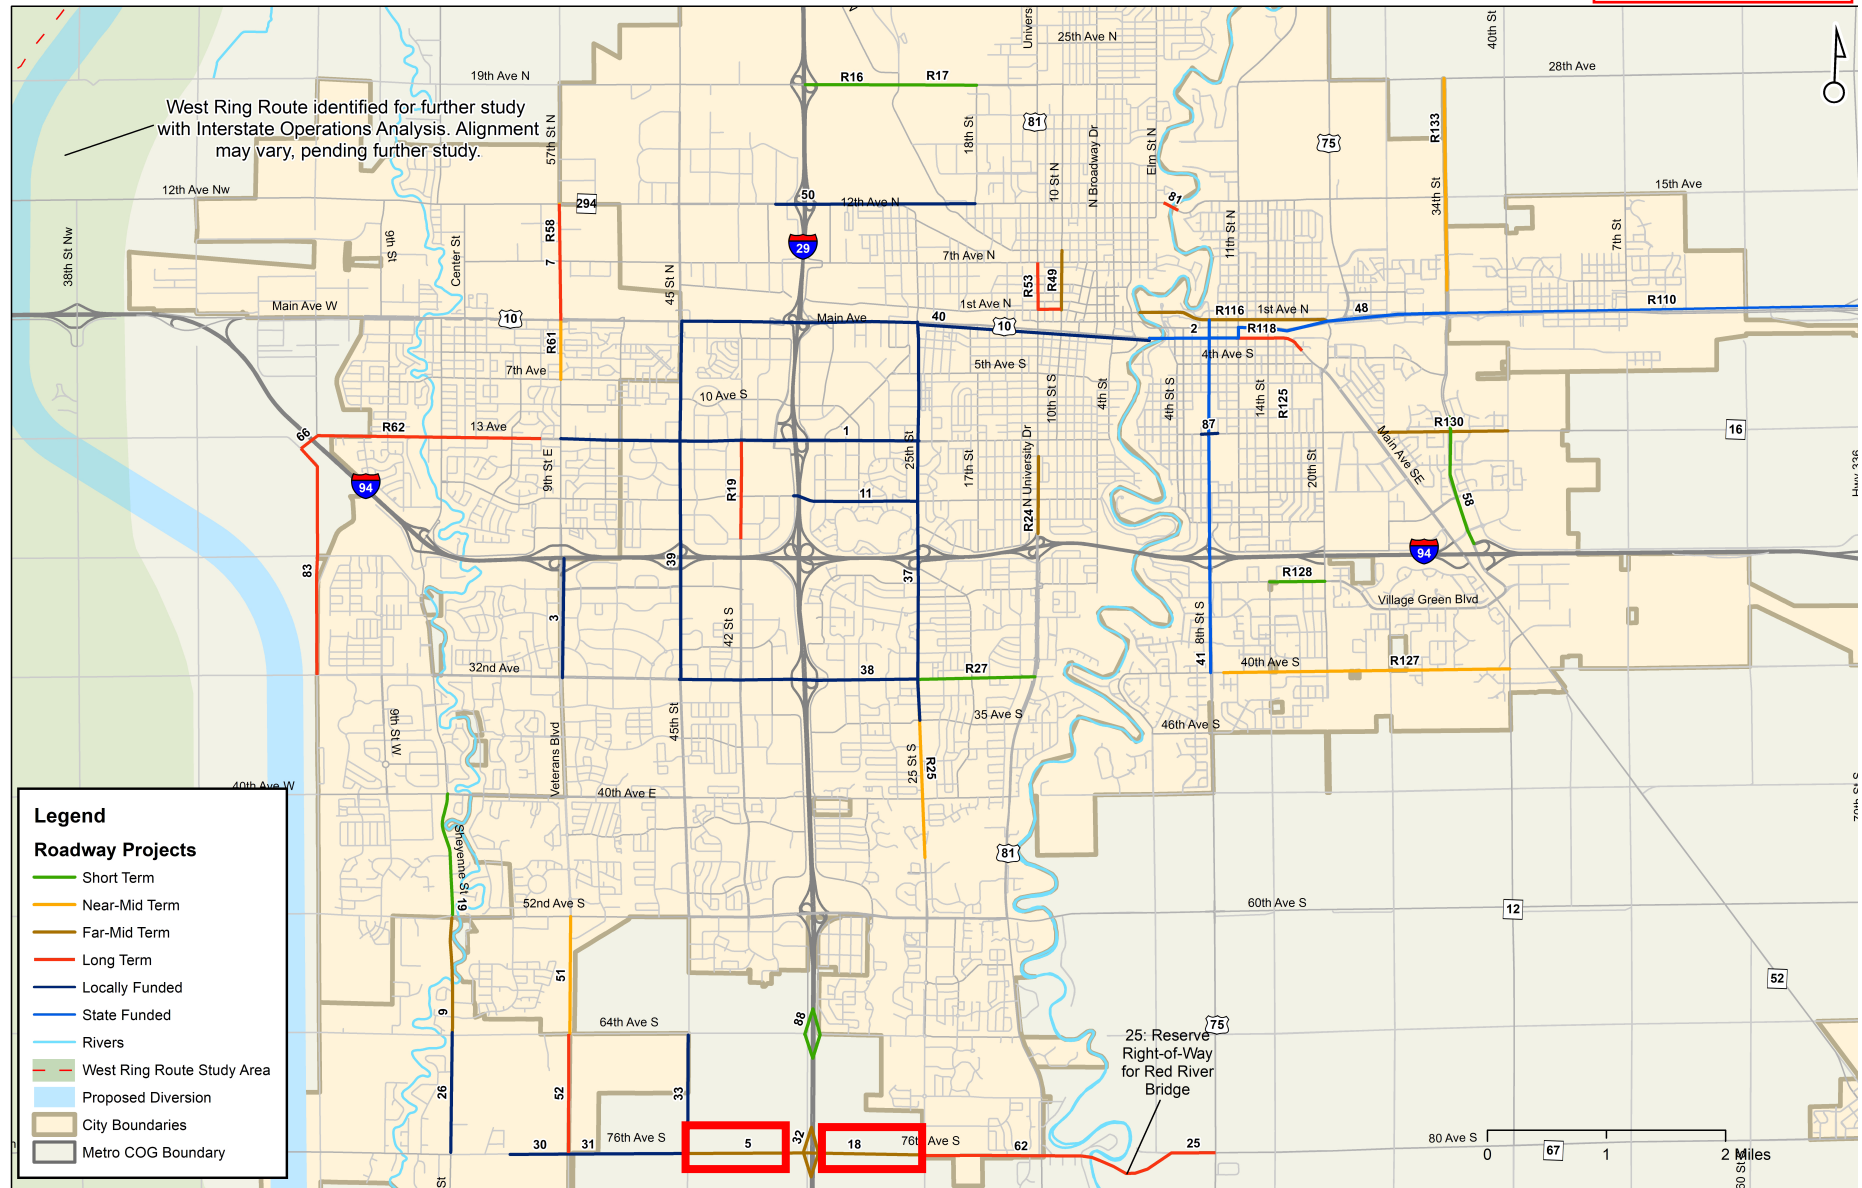 40th St
25th Ave N
Univers
19th Ave N
R16
R17
28th Ave
West Ring Route identified for further study
with Interstate Operations Analysis. Alignment
may vary, pending further study.
57th St N
18th St
81
N Broadway Dr
Elm St N
75
R133
12th Ave Nw
294
50
12th Ave N
10 St N
81
34th St
15th Ave
38th St Nw
9th St
Center St
R58
7
29
45 St N
7th Ave N
R53
R49
11th St N
7th St
Main Ave W
10
Main Ave
40
10
1st Ave N
R116
1st Ave N
48
R110
2
R118
R61
7th Ave
5th Ave S
4th Ave S
10 Ave S
10th St S
4th St
4th St S
14th St
R125
66
R62
13 Ave
1
25th St
87
Main Ave SE
R130
16
94
9th St E
R19
11
17th St
N University Dr
R24
20th St
58
Hwy 336
83
39
37
94
R128
Village Green Blvd
3
42 St S
8th St S
41
32nd Ave
38
R27
40th Ave S
R127
9th St W
Veterans Blvd
45th St
35 Ave S
46th Ave S
25 St S
R25
40th Ave W
40th Ave E
70th St S
Sheyenne St
19
81
52nd Ave S
60th Ave S
12
51
52
9
64th Ave S
88
75
25: Reserve
Right-of-Way
for Red River
Bridge
26
52
33
30
31
76th Ave S
5
32
18
76th Ave S
62
25
80 Ave S
67
0
1
2 Miles
60 St
St
Legend
Roadway Projects
Short Term
Near-Mid Term
Far-Mid Term
Long Term
Locally Funded
State Funded
Rivers
West Ring Route Study Area
Proposed Diversion
City Boundaries
Metro COG Boundary